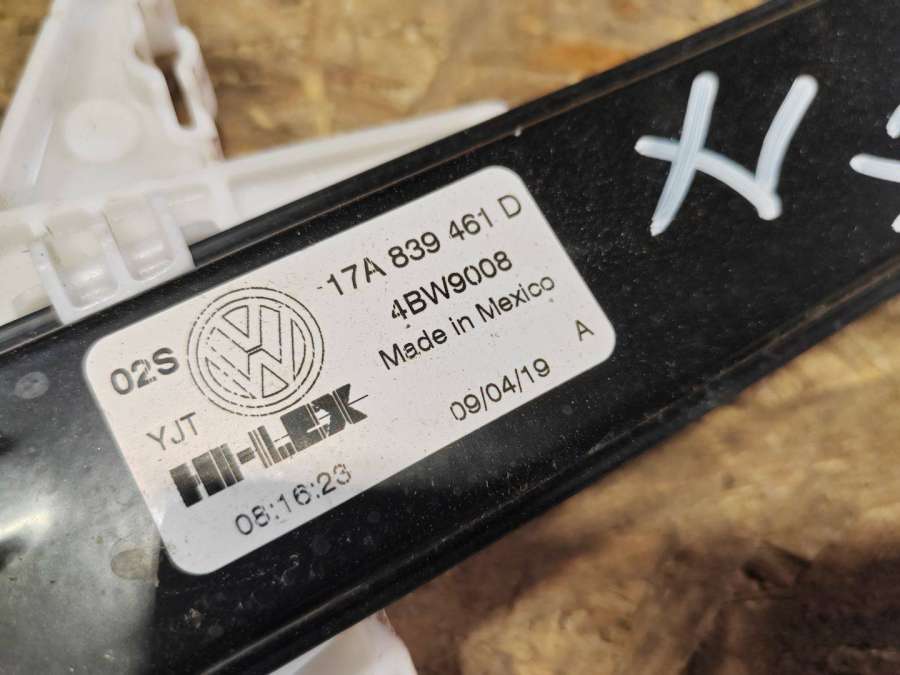 17A 839 461 D
4BW9008
Made in Mexico
02S
YJT
HI-LEX
09/04/19 A
08:16:23